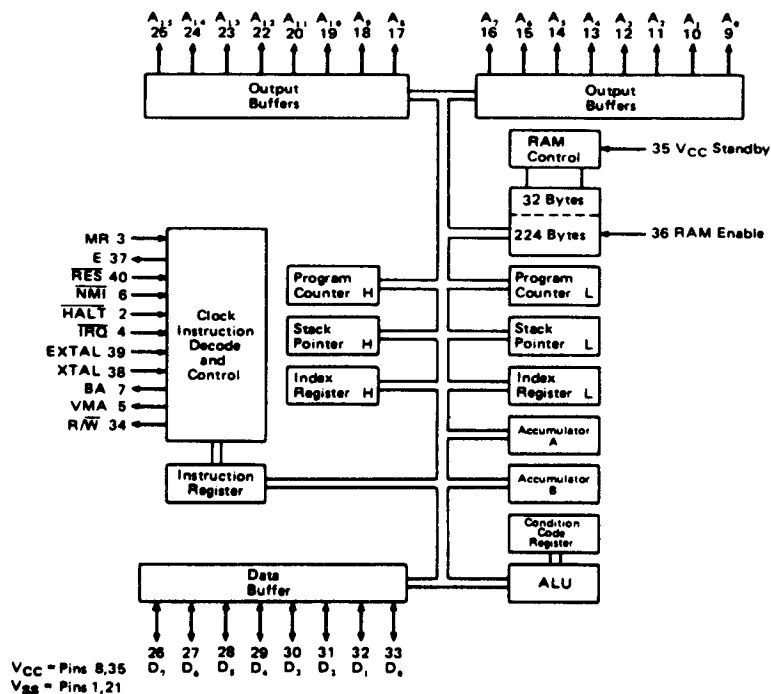 A₁₅ A₁₄ A₁₃ A₁₂ A₁₁ A₁₀ A₉ A₈
25 24 23 22 20 19 18 17
A₇ A₆ A₅ A₄ A₃ A₂ A₁ A₀
16 15 14 13 12 11 10 9
Output
Buffers
Output
Buffers
RAM
Control
35 VCC Standby
32 Bytes
224 Bytes
36 RAM Enable
MR 3
E 37
R̅E̅S̅ 40
N̅M̅I̅ 6
H̅A̅L̅T̅ 2
I̅R̅Q̅ 4
EXTAL 39
XTAL 38
BA 7
VMA 5
R/W̅ 34
Clock
Instruction
Decode
and
Control
Program
Counter H
Program
Counter L
Stack
Pointer H
Stack
Pointer L
Index
Register H
Index
Register L
Accumulator
A
Instruction
Register
Accumulator
B
Condition
Code
Register
ALU
Data
Buffer
26 27 28 29 30 31 32 33
D₇ D₆ D₅ D₄ D₃ D₂ D₁ D₀
VCC = Pins 8,35
VSS = Pins 1,21